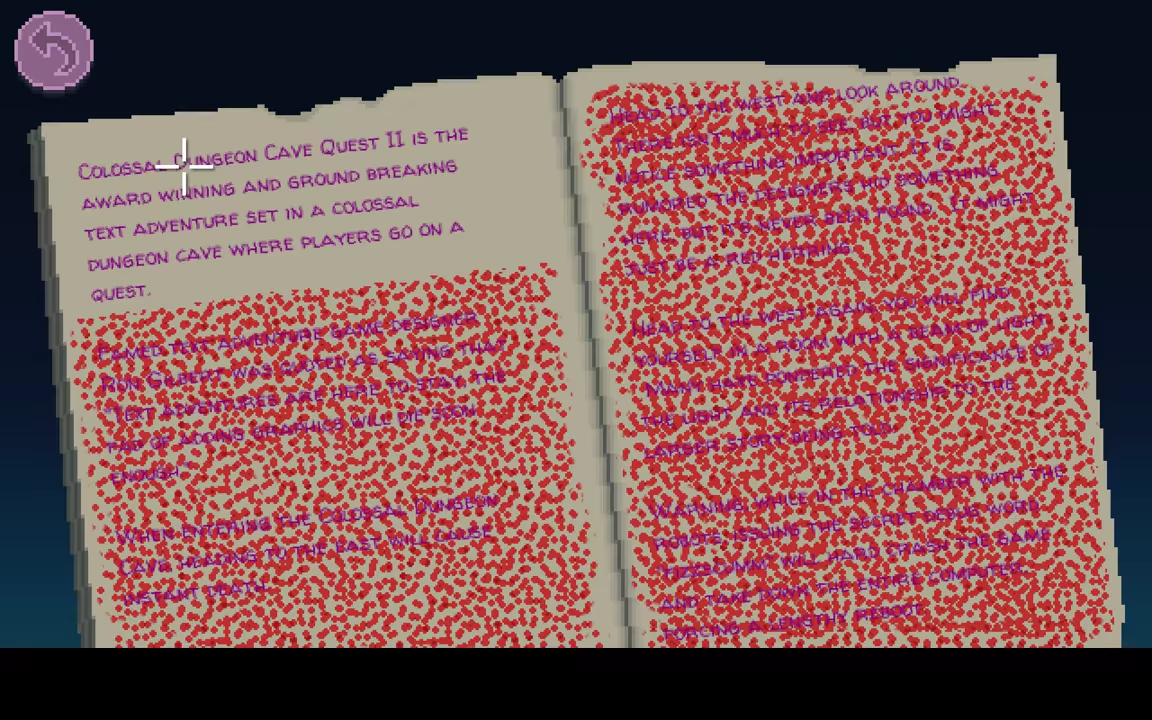 Colossal Dungeon Cave Quest II is the
award winning and ground breaking
text adventure set in a colossal
dungeon cave where players go on a
quest.
Famed text adventure game designer
Ron Gilbert was quoted as saying that
"Text adventures are here to stay, the
fad of adding graphics will die soon
enough."
When entering the Colossal Dungeon
Cave heading to the east will cause
instant death.
Head to the west and look around.
There isn't much to see, but you might
notice something important. It is
rumored the designers hid something
here, but it's never been found. It might
just be a red herring.
Head to the west again, you will find
yourself in a room with a beam of light.
Many have pondered the significance of
the light and its relationship to the
larger story being told.
Warning, while in the chamber with the
robots, issuing the secret debug word
will hard crash the game
and take down the entire computer,
forcing a lengthy reboot.